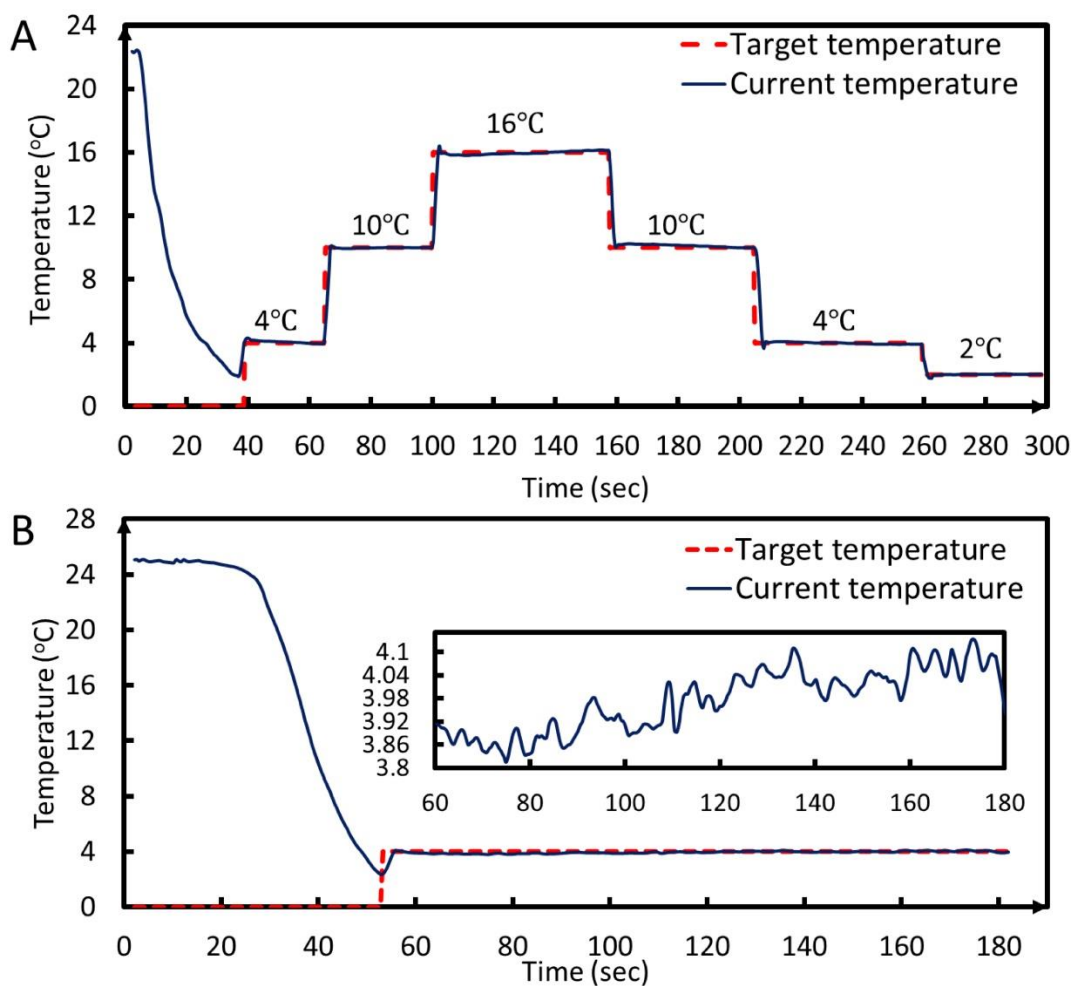 A
Temperature (°C)
24
20
16
12
8
4
0
Target temperature
Current temperature
4°C
10°C
16°C
10°C
4°C
2°C
0 20 40 60 80 100 120 140 160 180 200 220 240 260 280 300
Time (sec)
B
Temperature (°C)
28
24
20
16
12
8
4
0
Target temperature
Current temperature
4.1
4.04
3.98
3.92
3.86
3.8
60 80 100 120 140 160 180
0 20 40 60 80 100 120 140 160 180
Time (sec)